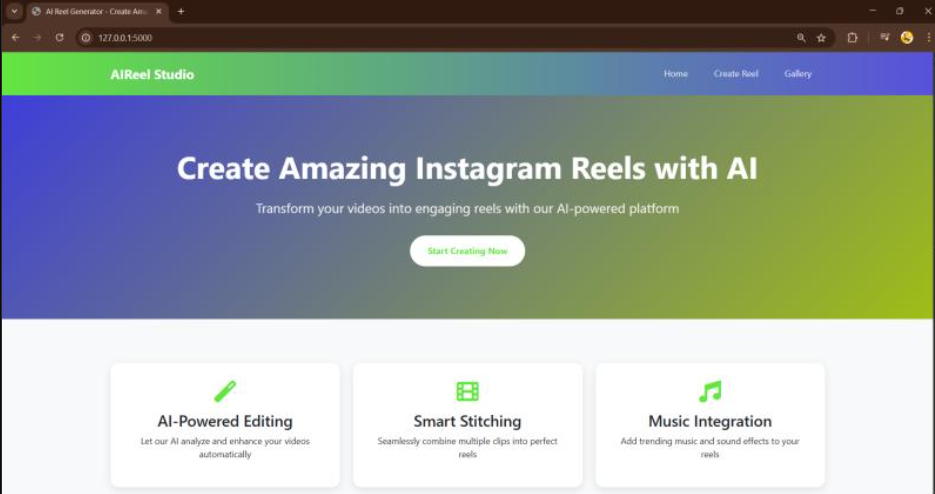 AI Reel Generator - Create Am
127.0.0.1:5000
AIReel Studio
Home
Create Reel
Gallery
Create Amazing Instagram Reels with AI
Transform your videos into engaging reels with our AI-powered platform
Start Creating Now
AI-Powered Editing
Let our AI analyze and enhance your videos
automatically
Smart Stitching
Seamlessly combine multiple clips into perfect
reels
Music Integration
Add trending music and sound effects to your
reels